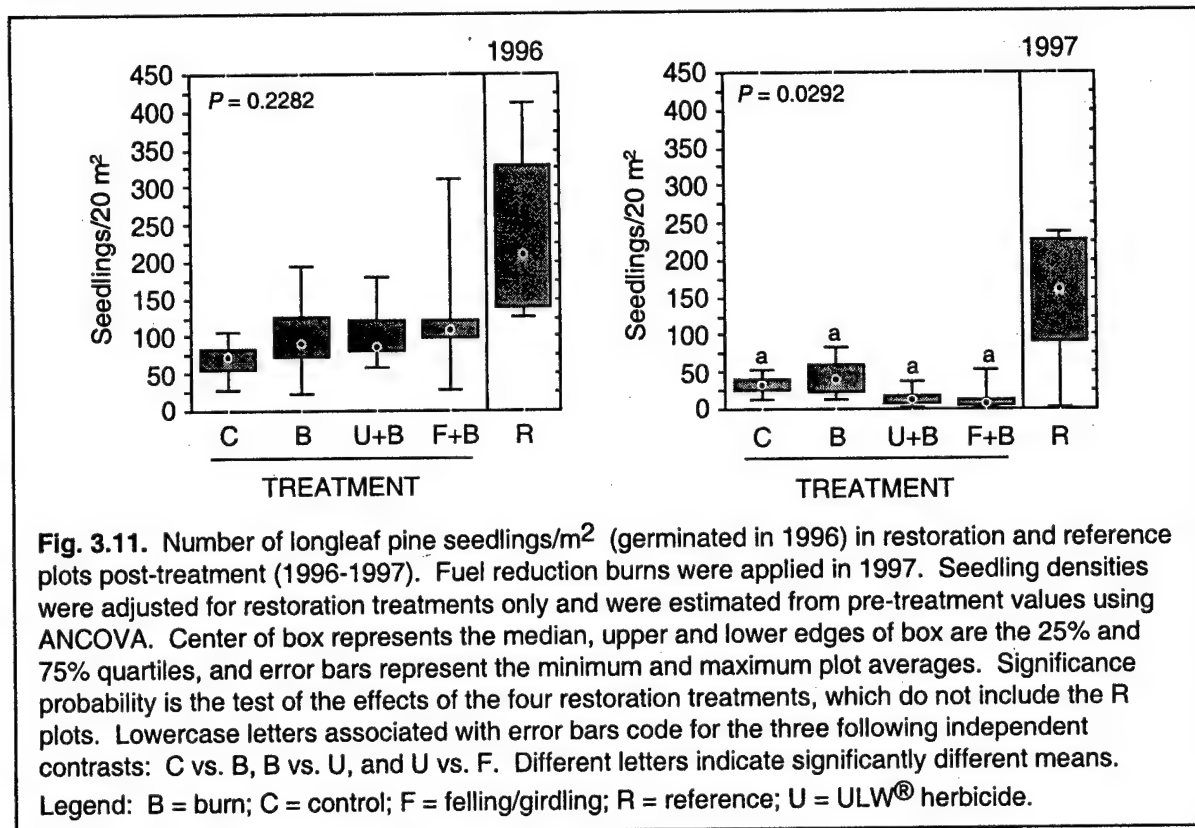 1996
450
400
350
300
250
200
150
100
50
0
Seedlings/20 m²
P = 0.2282
C B U+B F+B R
TREATMENT
1997
450
400
350
300
250
200
150
100
50
0
Seedlings/20 m²
P = 0.0292
a a a a
C B U+B F+B R
TREATMENT
Fig. 3.11. Number of longleaf pine seedlings/m² (germinated in 1996) in restoration and reference
plots post-treatment (1996-1997). Fuel reduction burns were applied in 1997. Seedling densities
were adjusted for restoration treatments only and were estimated from pre-treatment values using
ANCOVA. Center of box represents the median, upper and lower edges of box are the 25% and
75% quartiles, and error bars represent the minimum and maximum plot averages. Significance
probability is the test of the effects of the four restoration treatments, which do not include the R
plots. Lowercase letters associated with error bars code for the three following independent
contrasts: C vs. B, B vs. U, and U vs. F. Different letters indicate significantly different means.
Legend: B = burn; C = control; F = felling/girdling; R = reference; U = ULW® herbicide.